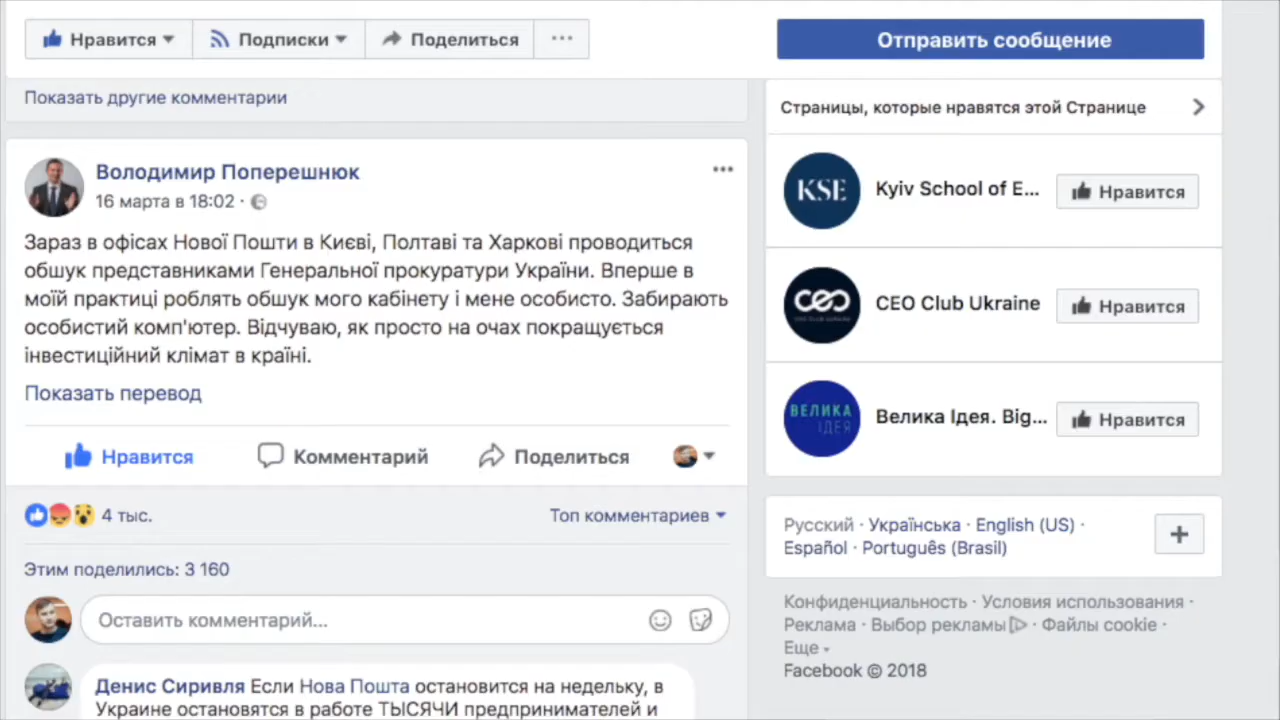 Нравится
Подписки
Поделиться
Отправить сообщение
Показать другие комментарии
Володимир Поперешнюк
16 марта в 18:02 ·
Зараз в офісах Нової Пошти в Києві, Полтаві та Харкові проводиться
обшук представниками Генеральної прокуратури України. Вперше в
моїй практиці роблять обшук мого кабінету і мене особисто. Забирають
особистий комп'ютер. Відчуваю, як просто на очах покращується
інвестиційний клімат в країні.
Показать перевод
Нравится
Комментарий
Поделиться
4 тыс.
Топ комментариев
Этим поделились: 3 160
Оставить комментарий...
Денис Сиривля Если Нова Пошта остановится на недельку, в
Украине остановятся в работе ТЫСЯЧИ предпринимателей и
Страницы, которые нравятся этой Странице
KSE
Kyiv School of E...
Нравится
CEO
CEO Club Ukraine
Нравится
ВЕЛИКА
ІДЕЯ
Велика Ідея. Big...
Нравится
Русский · Українська · English (US) ·
Español · Português (Brasil)
Конфиденциальность · Условия использования ·
Реклама · Выбор рекламы · Файлы cookie ·
Еще
Facebook © 2018